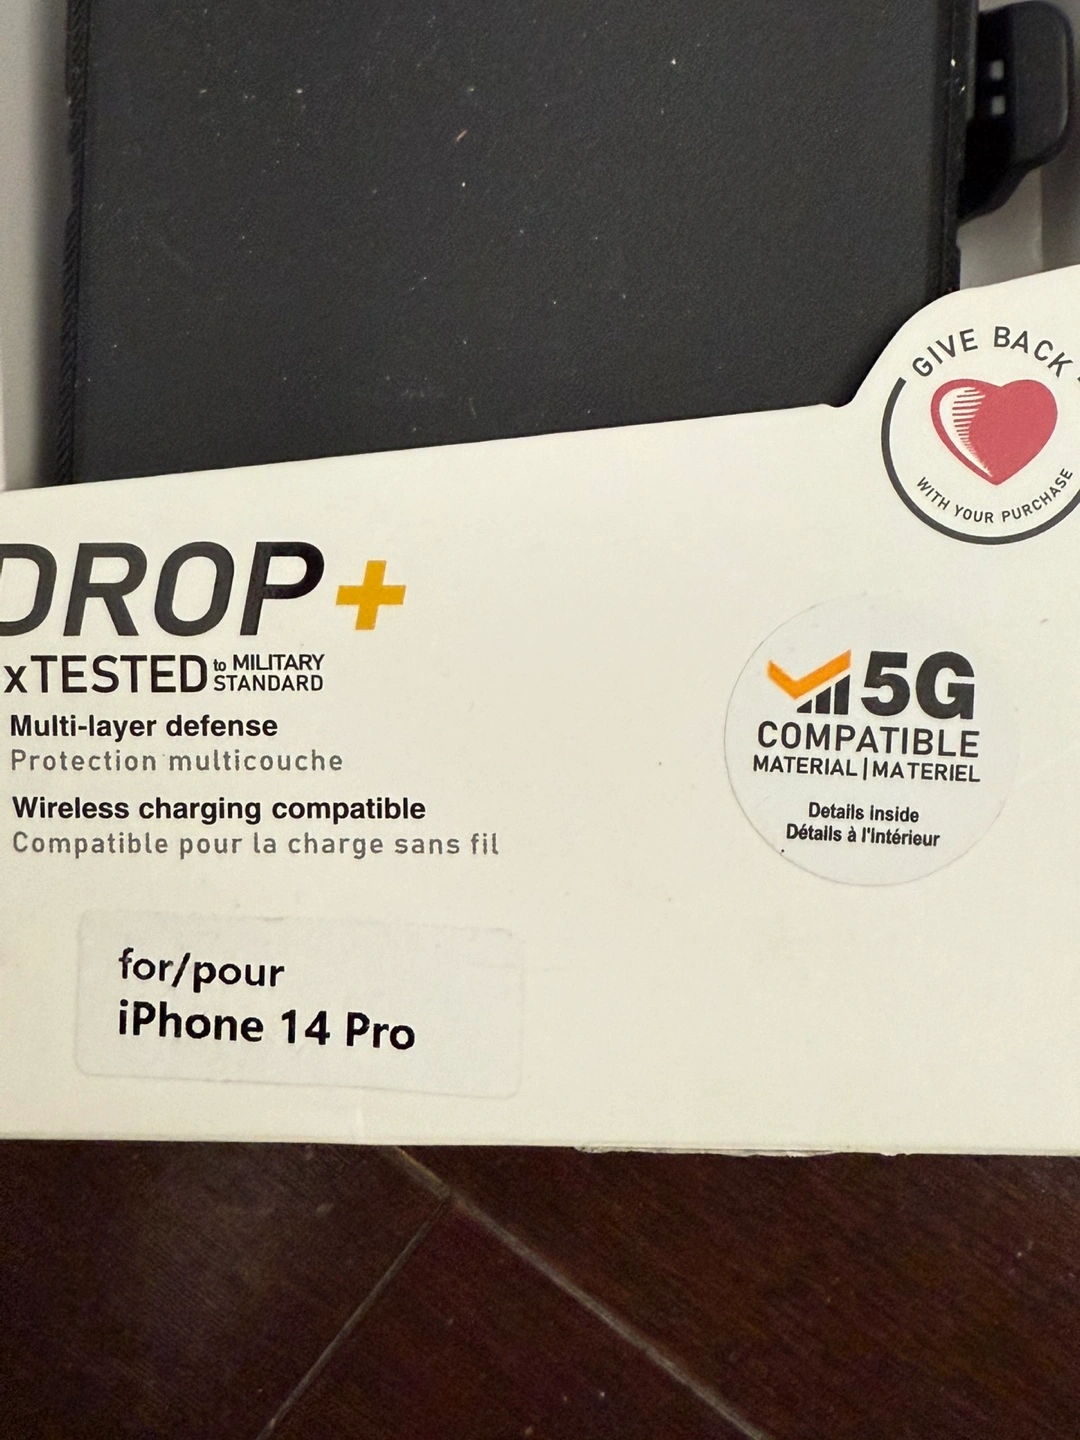 GIVE BACK
WITH YOUR PURCHASE
DROP+
xTESTED to MILITARY STANDARD
Multi-layer defense
Protection multicouche
Wireless charging compatible
Compatible pour la charge sans fil
5G
COMPATIBLE
MATERIAL | MATERIEL
Details inside
Détails à l'intérieur
for/pour
iPhone 14 Pro